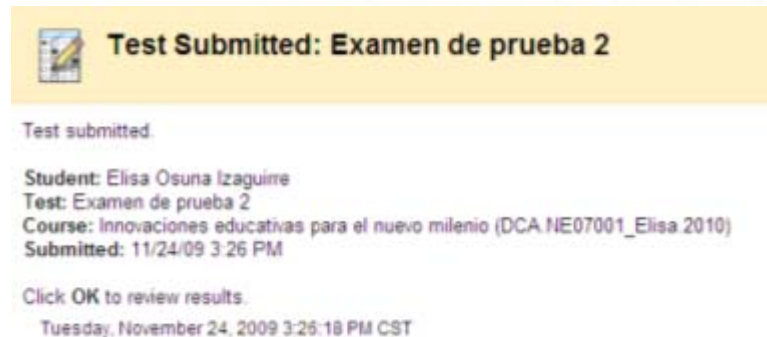 Test Submitted: Examen de prueba 2
Test submitted.
Student: Elisa Osuna Izaguirre
Test: Examen de prueba 2
Course: Innovaciones educativas para el nuevo milenio (DCA.NE07001_Elisa.2010)
Submitted: 11/24/09 3:26 PM
Click OK to review results.
Tuesday, November 24, 2009 3:26:18 PM CST